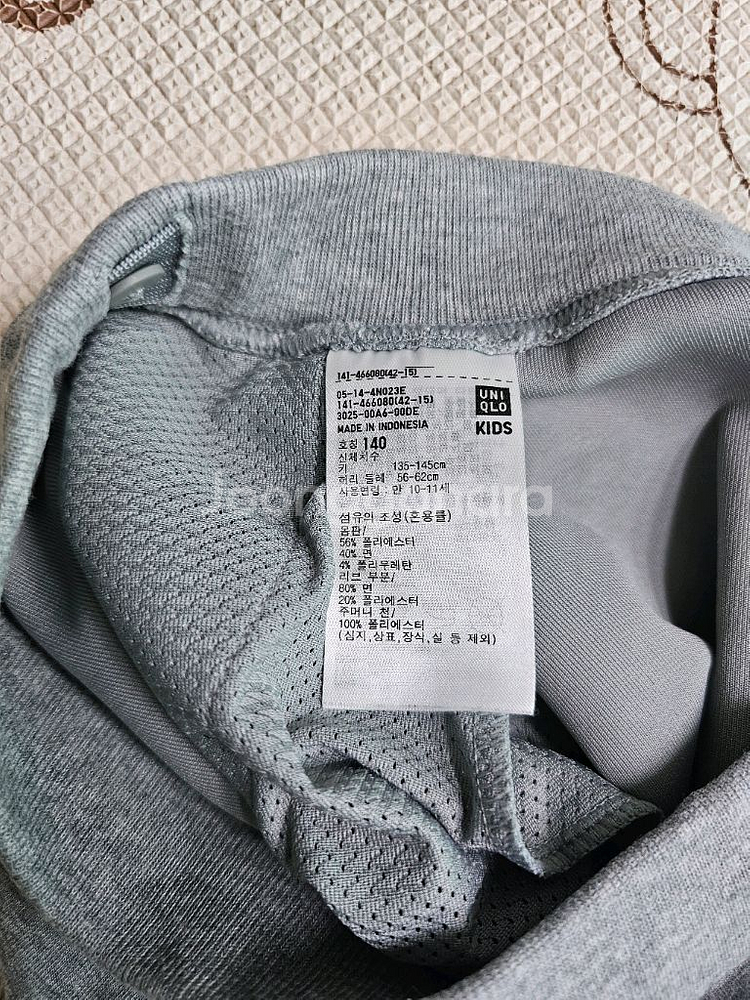 141-466080(42-15)
05-14-4N023E
141-466080(42-15)
3025-00A6-00DE
MADE IN INDONESIA
UNI
QLO
KIDS
호칭 140
신체치수
키 135-145cm
허리 둘레 56-62cm
사용연령: 만 10-11세
섬유의 조성(혼용률)
몸판/
56% 폴리에스터
40% 면
4% 폴리우레탄
리브 부분/
80% 면
20% 폴리에스터
주머니 천/
100% 폴리에스터
(심지,상표,장식,실 등 제외)